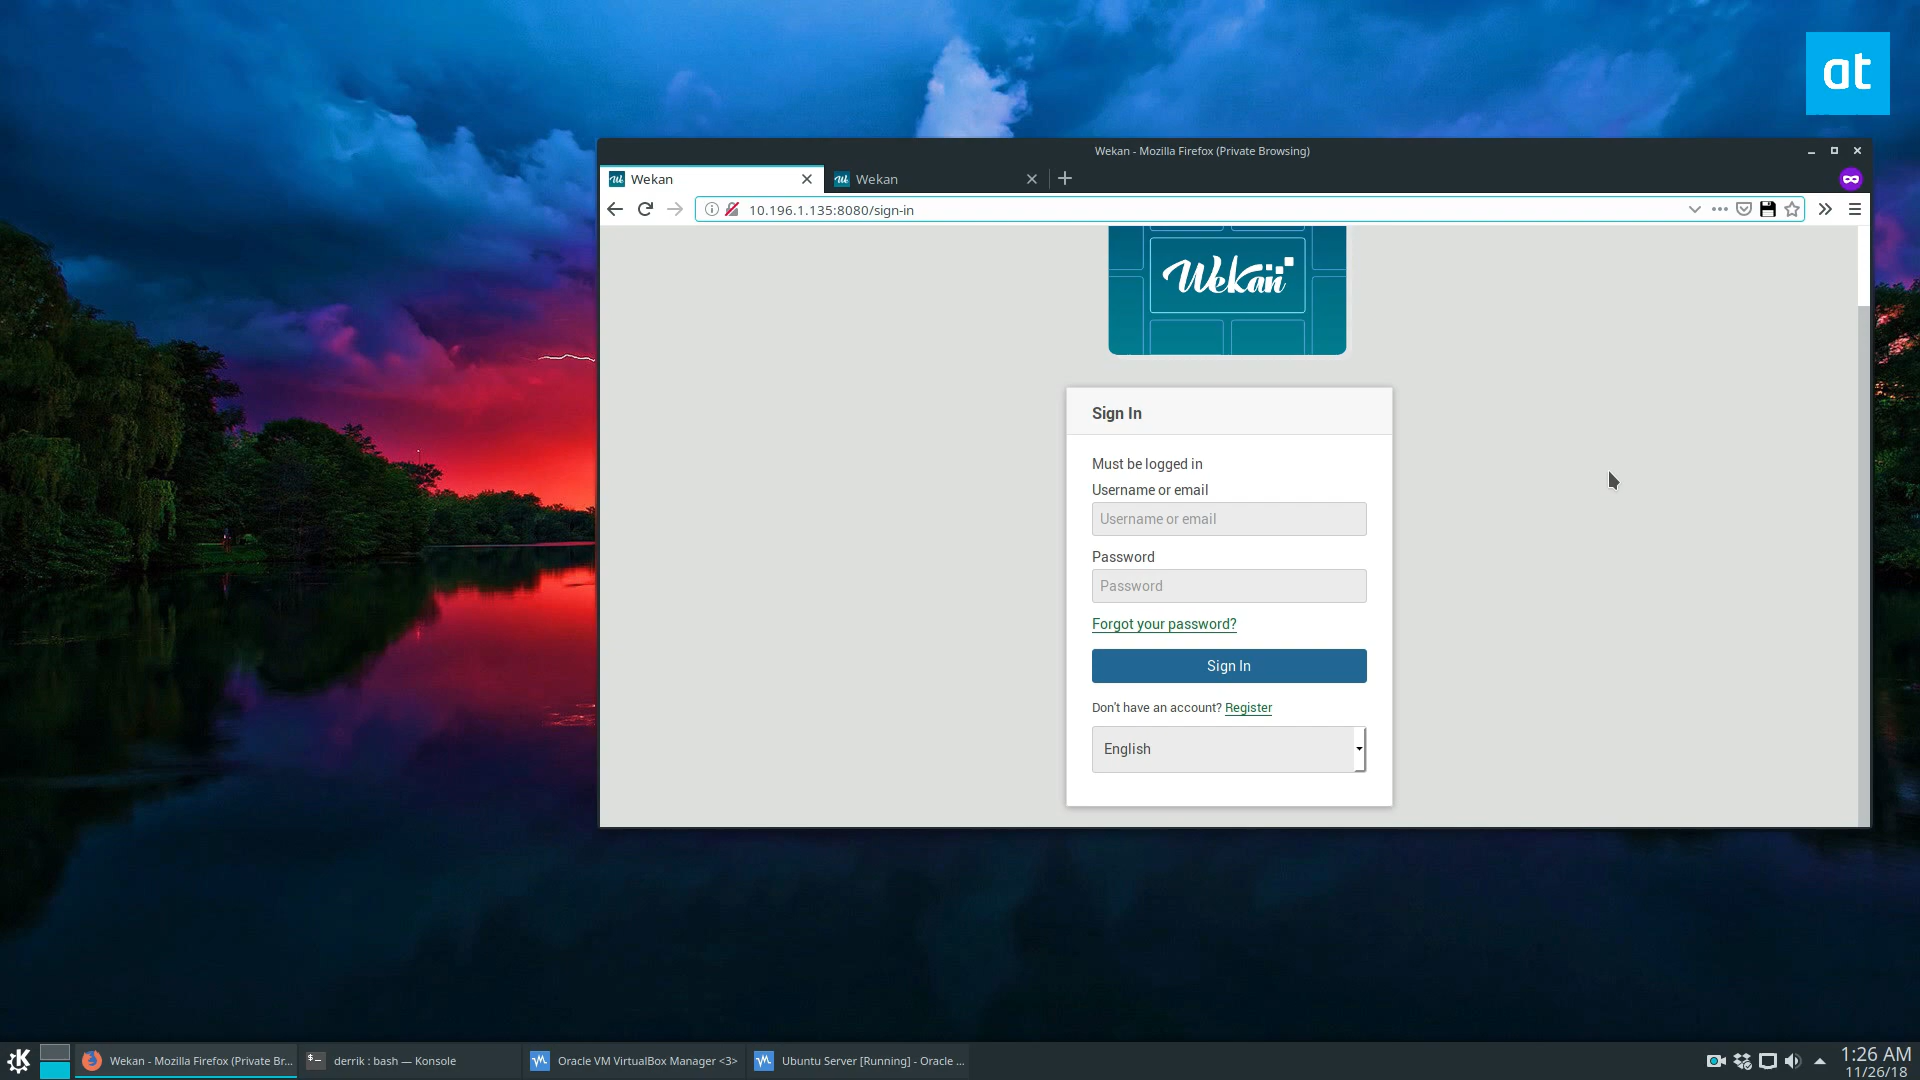 at
Wekan - Mozilla Firefox (Private Browsing)
Wekan
Wekan
10.196.1.135:8080/sign-in
Wekan
Sign In
Must be logged in
Username or email
Username or email
Password
Password
Forgot your password?
Sign In
Don't have an account? Register
English
Wekan - Mozilla Firefox (Private Br...
derrik : bash — Konsole
Oracle VM VirtualBox Manager <3>
Ubuntu Server [Running] - Oracle ...
1:26 AM
11/26/18